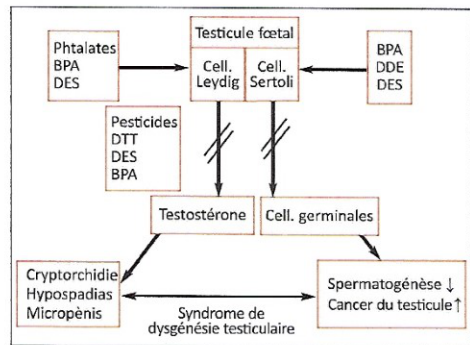 Phtalates
BPA
DES
Testicule fœtal
Cell.
Leydig
Cell.
Sertoli
BPA
DDE
DES
Pesticides
DTT
DES
BPA
Testostérone
Cell. germinales
Cryptorchidie
Hypospadias
Micropènis
Syndrome de
dysgénésie testiculaire
Spermatogénèse ↓
Cancer du testicule ↑